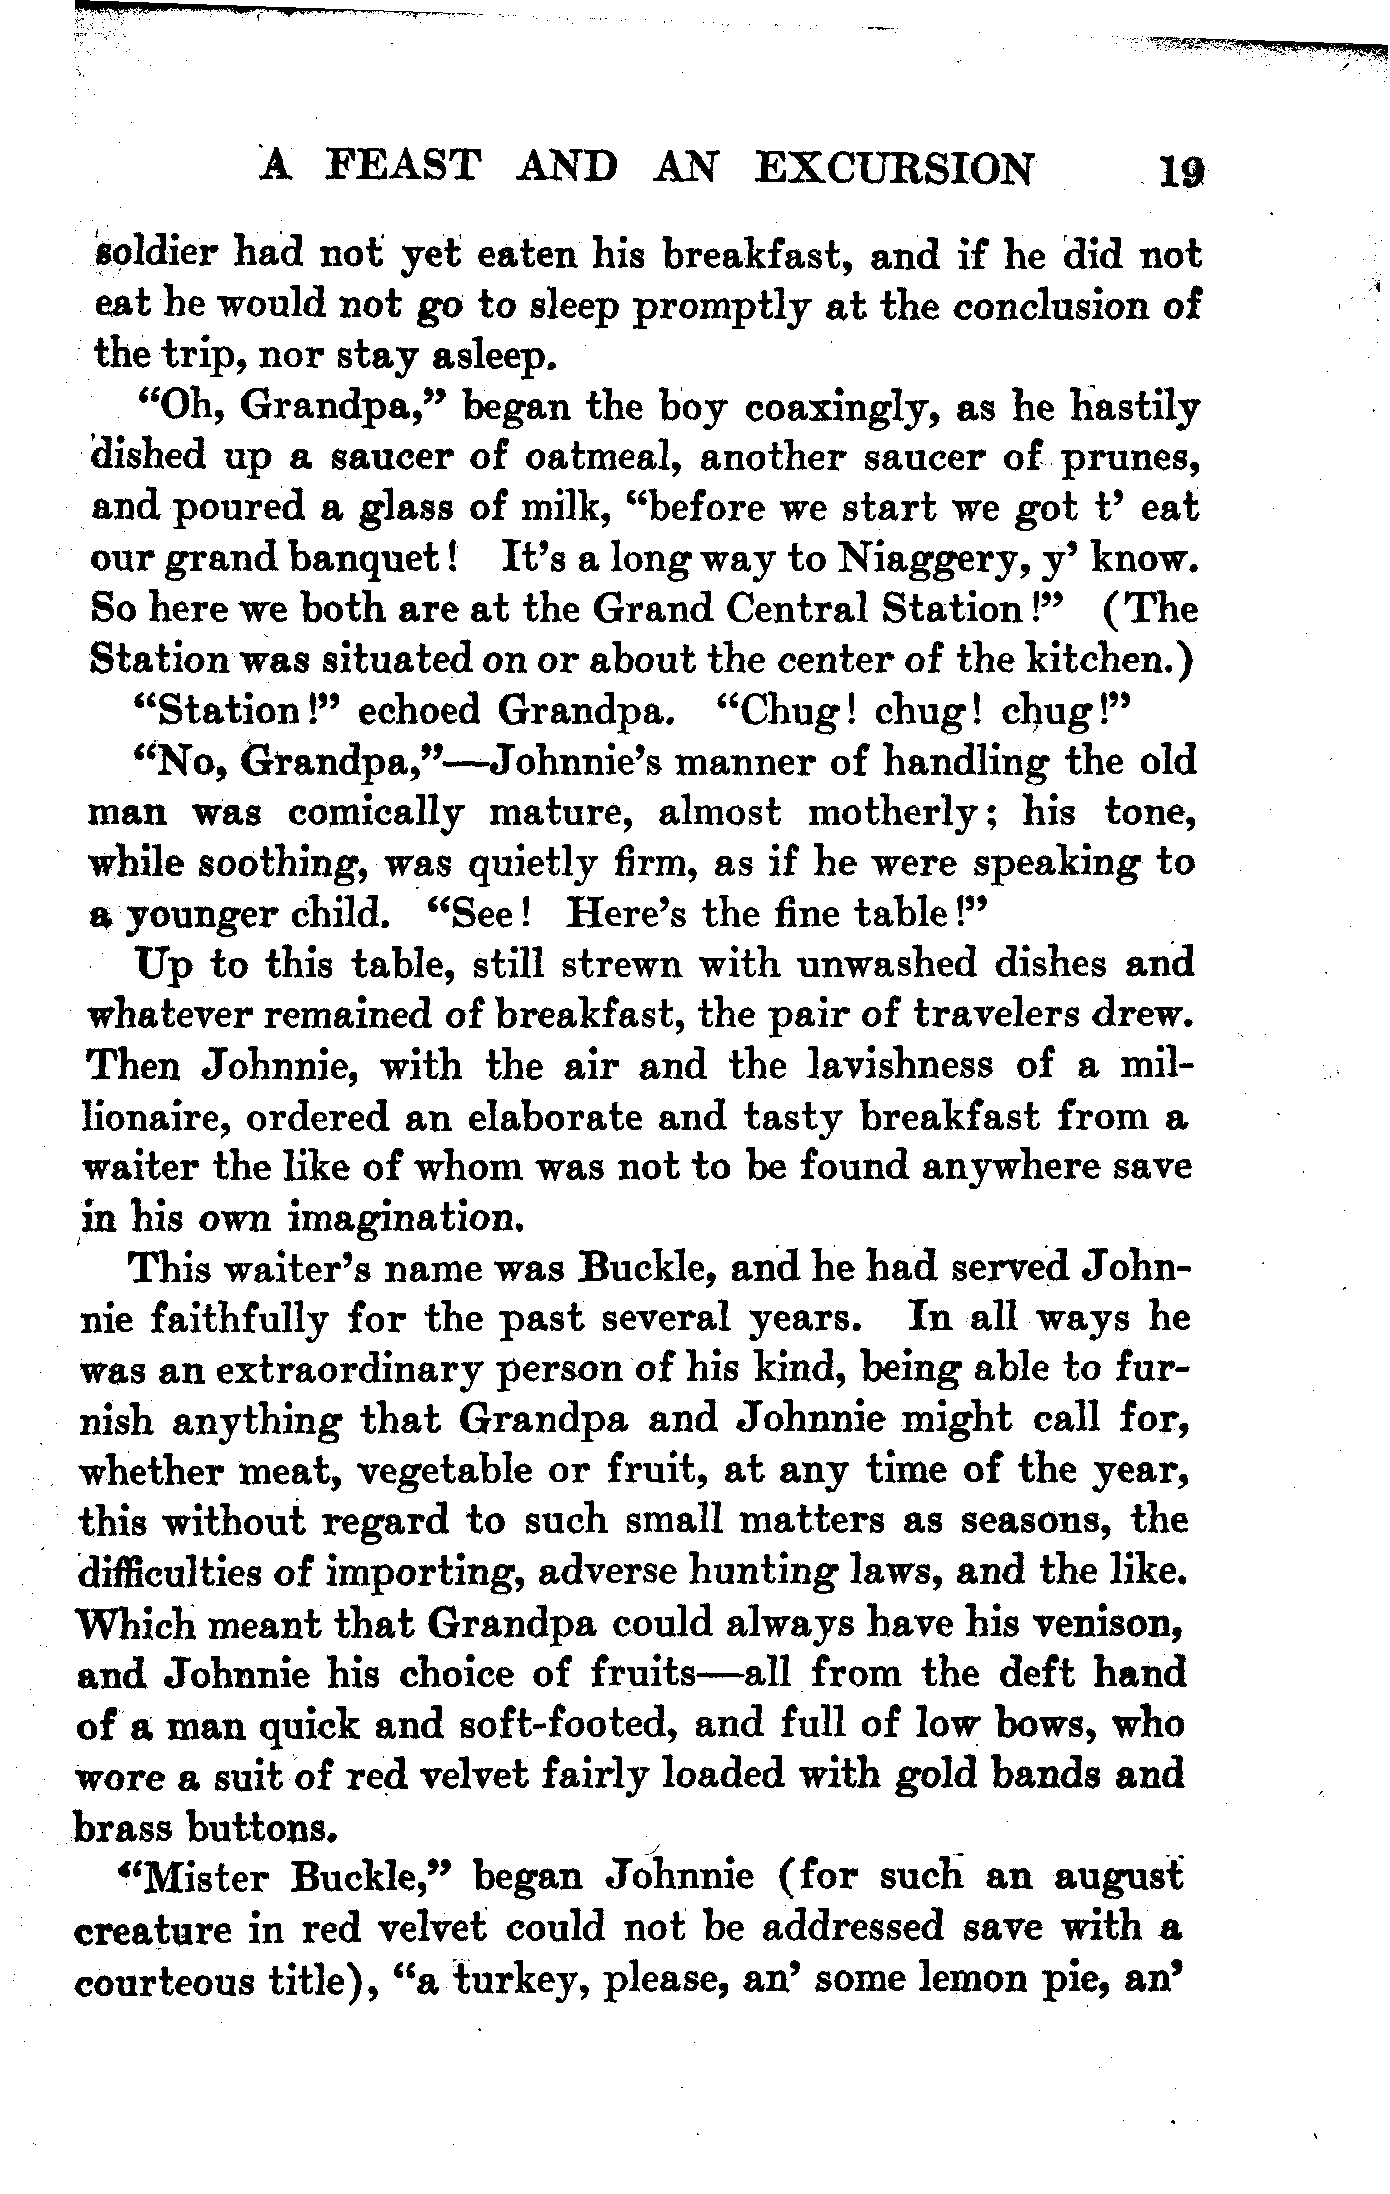 A FEAST AND AN EXCURSION 19
soldier had not yet eaten his breakfast, and if he did not
eat he would not go to sleep promptly at the conclusion of
the trip, nor stay asleep.
“Oh, Grandpa,” began the boy coaxingly, as he hastily
dished up a saucer of oatmeal, another saucer of prunes,
and poured a glass of milk, “before we start we got t’ eat
our grand banquet! It’s a long way to Niaggery, y’ know.
So here we both are at the Grand Central Station!” (The
Station was situated on or about the center of the kitchen.)
“Station!” echoed Grandpa. “Chug! chug! chug!”
“No, Grandpa,”—Johnnie’s manner of handling the old
man was comically mature, almost motherly; his tone,
while soothing, was quietly firm, as if he were speaking to
a younger child. “See! Here’s the fine table!”
Up to this table, still strewn with unwashed dishes and
whatever remained of breakfast, the pair of travelers drew.
Then Johnnie, with the air and the lavishness of a mil-
lionaire, ordered an elaborate and tasty breakfast from a
waiter the like of whom was not to be found anywhere save
in his own imagination.
This waiter’s name was Buckle, and he had served John-
nie faithfully for the past several years. In all ways he
was an extraordinary person of his kind, being able to fur-
nish anything that Grandpa and Johnnie might call for,
whether meat, vegetable or fruit, at any time of the year,
this without regard to such small matters as seasons, the
difficulties of importing, adverse hunting laws, and the like.
Which meant that Grandpa could always have his venison,
and Johnnie his choice of fruits—all from the deft hand
of a man quick and soft-footed, and full of low bows, who
wore a suit of red velvet fairly loaded with gold bands and
brass buttons.
“Mister Buckle,” began Johnnie (for such an august
creature in red velvet could not be addressed save with a
courteous title), “a turkey, please, an’ some lemon pie, an’